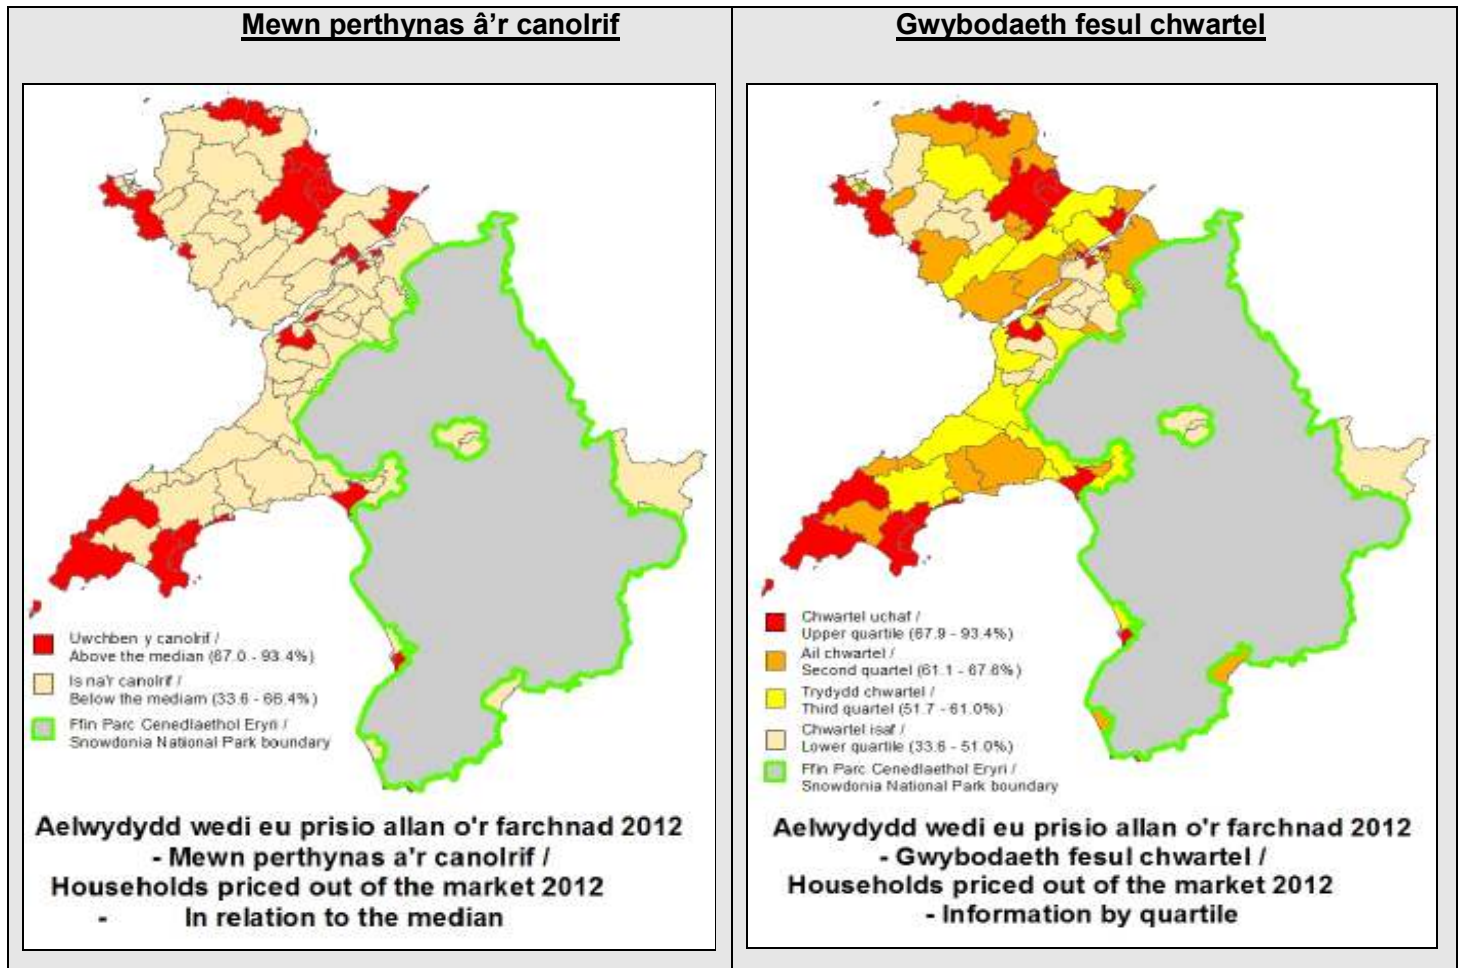 Mewn perthynas â'r canolrif
Uwchben y canolrif /
Above the median (67.0 - 93.4%)
Is na'r canolrif /
Below the mediam (33.6 - 66.4%)
Ffin Parc Cenedlaethol Eryri /
Snowdonia National Park boundary
Aelwydydd wedi eu prisio allan o'r farchnad 2012
- Mewn perthynas a'r canolrif /
Households priced out of the market 2012
- In relation to the median
Gwybodaeth fesul chwartel
Chwartel uchaf /
Upper quartile (67.9 - 93.4%)
Ail chwartel /
Second quartel (61.1 - 67.8%)
Trydydd chwartel /
Third quartel (51.7 - 61.0%)
Chwartel isaf /
Lower quartile (33.6 - 51.0%)
Ffin Parc Cenedlaethol Eryri /
Snowdonia National Park boundary
Aelwydydd wedi eu prisio allan o'r farchnad 2012
- Gwybodaeth fesul chwartel /
Households priced out of the market 2012
- Information by quartile